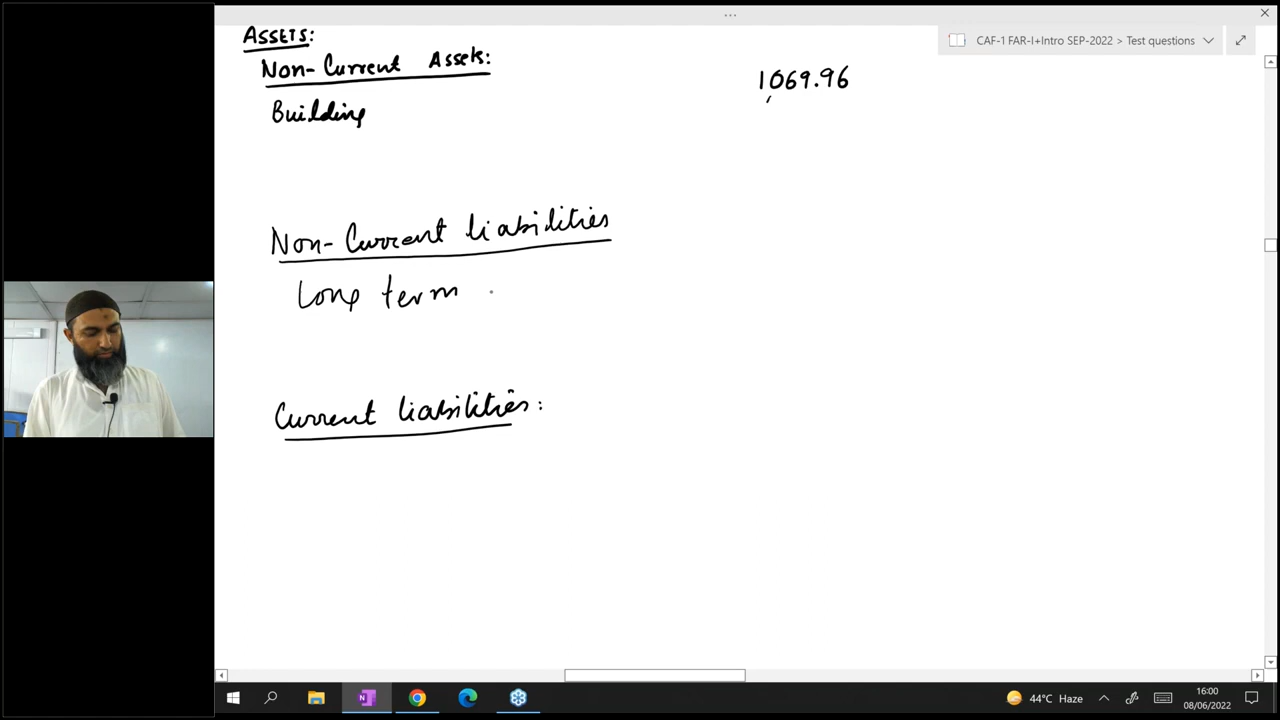 ASSETS:
CAF-1 FAR-I+Intro SEP-2022 > Test questions
Non-Current Assets:
1069.96
Building
Non-Current liabilities
Long term
Current liabilities:
44°C Haze
16:00
08/06/2022